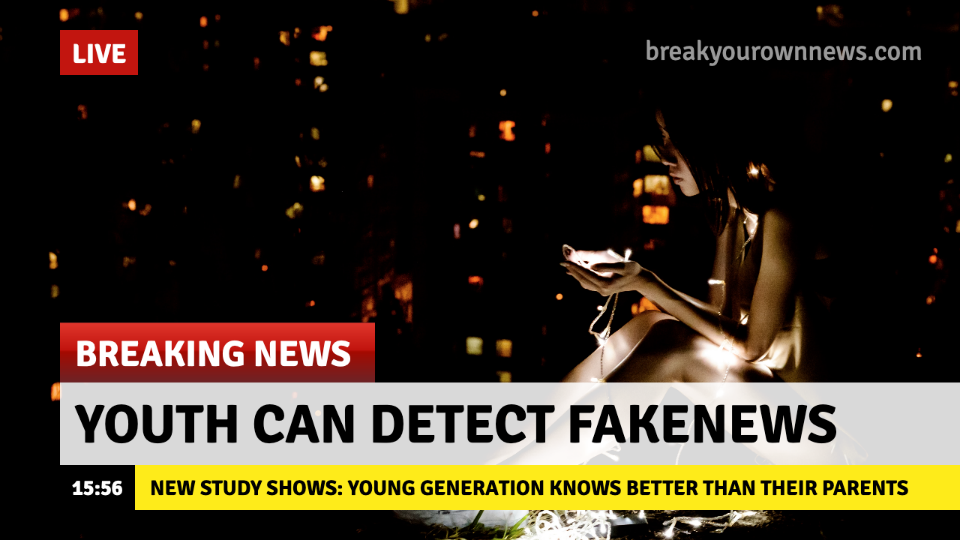 LIVE
breakyourownnews.com
BREAKING NEWS
YOUTH CAN DETECT FAKENEWS
15:56
NEW STUDY SHOWS: YOUNG GENERATION KNOWS BETTER THAN THEIR PARENTS